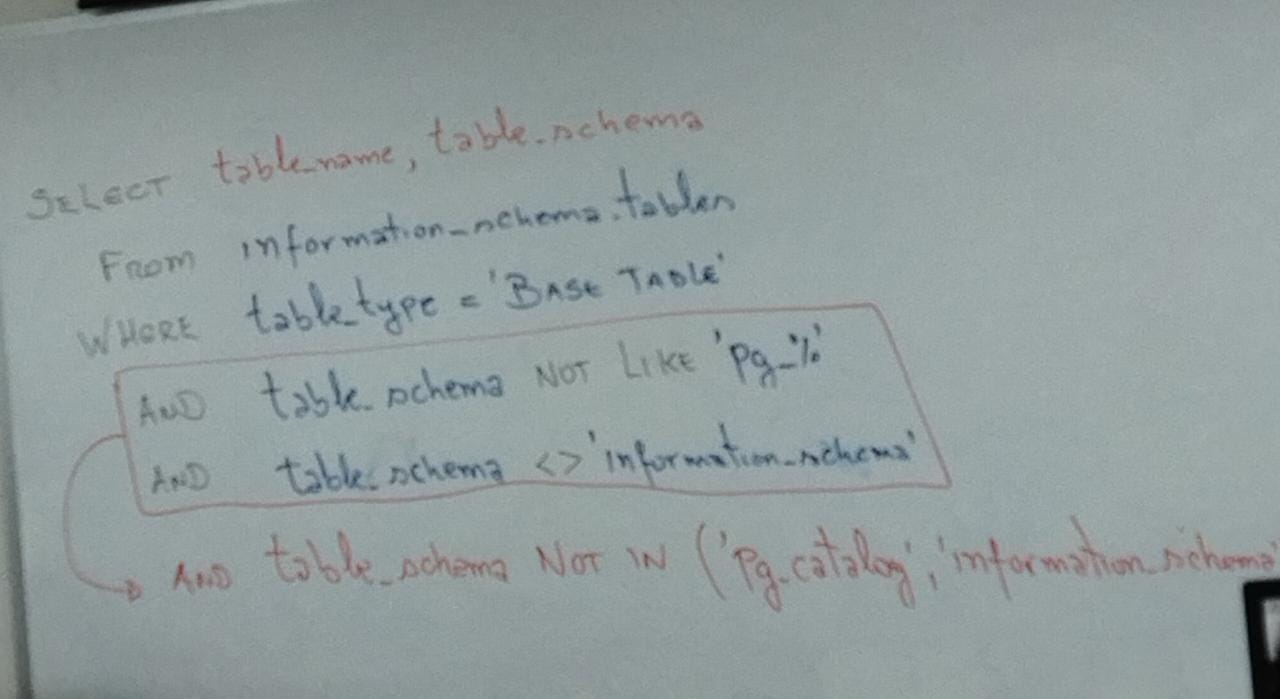 SELECT table_name, table_schema
FROM information_schema.tables
WHERE table_type = 'BASE TABLE'
AND table_schema NOT LIKE 'pg_%'
AND table_schema <> 'information_schema'
AND table_schema NOT IN ('pg_catalog', 'information_schema'